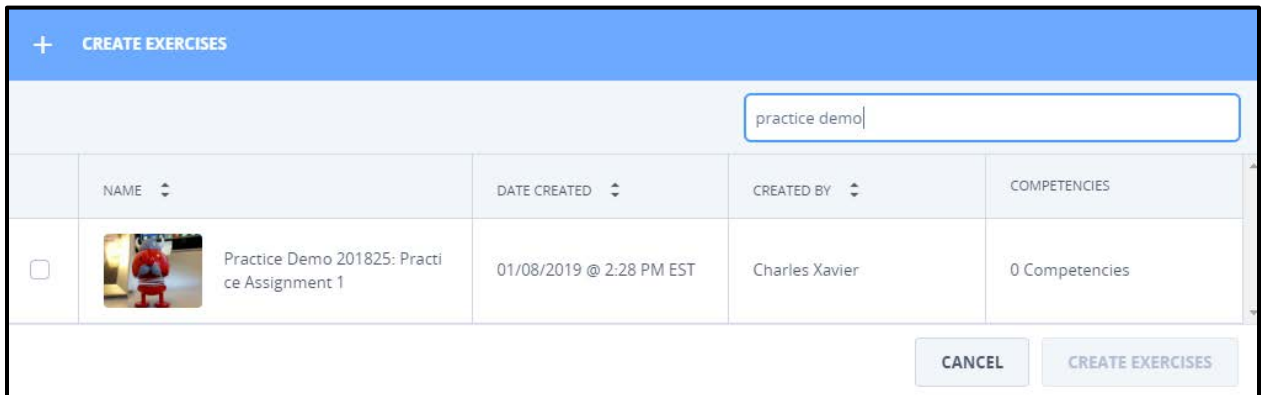 + CREATE EXERCISES
practice demo
NAME DATE CREATED CREATED BY COMPETENCIES
Practice Demo 201825: Practi
ce Assignment 1
01/08/2019 @ 2:28 PM EST
Charles Xavier
0 Competencies
CANCEL CREATE EXERCISES